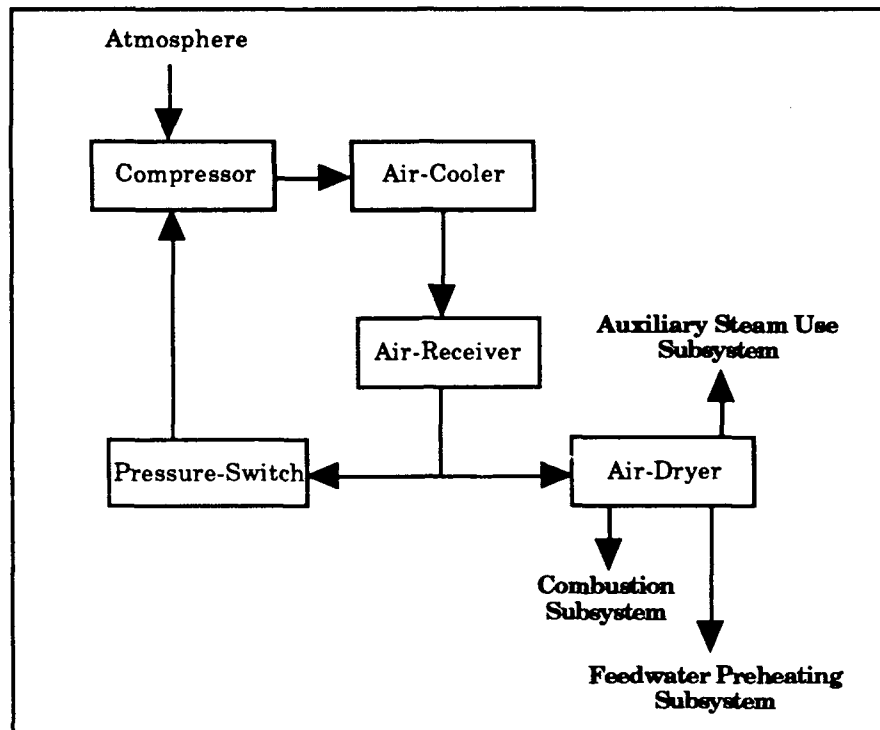 Atmosphere
Compressor
Air-Cooler
Air-Receiver
Auxiliary Steam Use
Subsystem
Pressure-Switch
Air-Dryer
Combustion
Subsystem
Feedwater Preheating
Subsystem